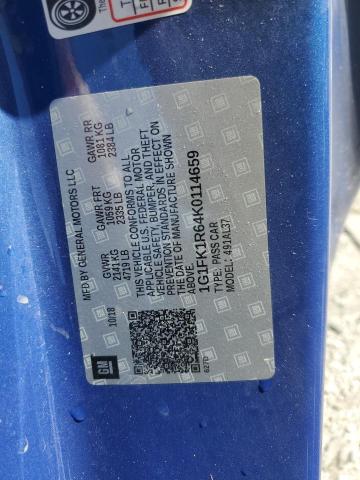 MFD BY GENERAL MOTORS LLC
10/18
GVWR
2141 KG
4719 LB
GAWR FRT
1059 KG
2335 LB
GAWR RR
1081 KG
2384 LB
THIS VEHICLE CONFORMS TO ALL
APPLICABLE U.S. FEDERAL MOTOR
VEHICLE SAFETY, BUMPER, AND THEFT
PREVENTION STANDARDS IN EFFECT ON
THE DATE OF MANUFACTURE SHOWN
ABOVE.
1G1FK1R64K0114659
TYPE: PASS CAR
MODEL: 491AL37
GM